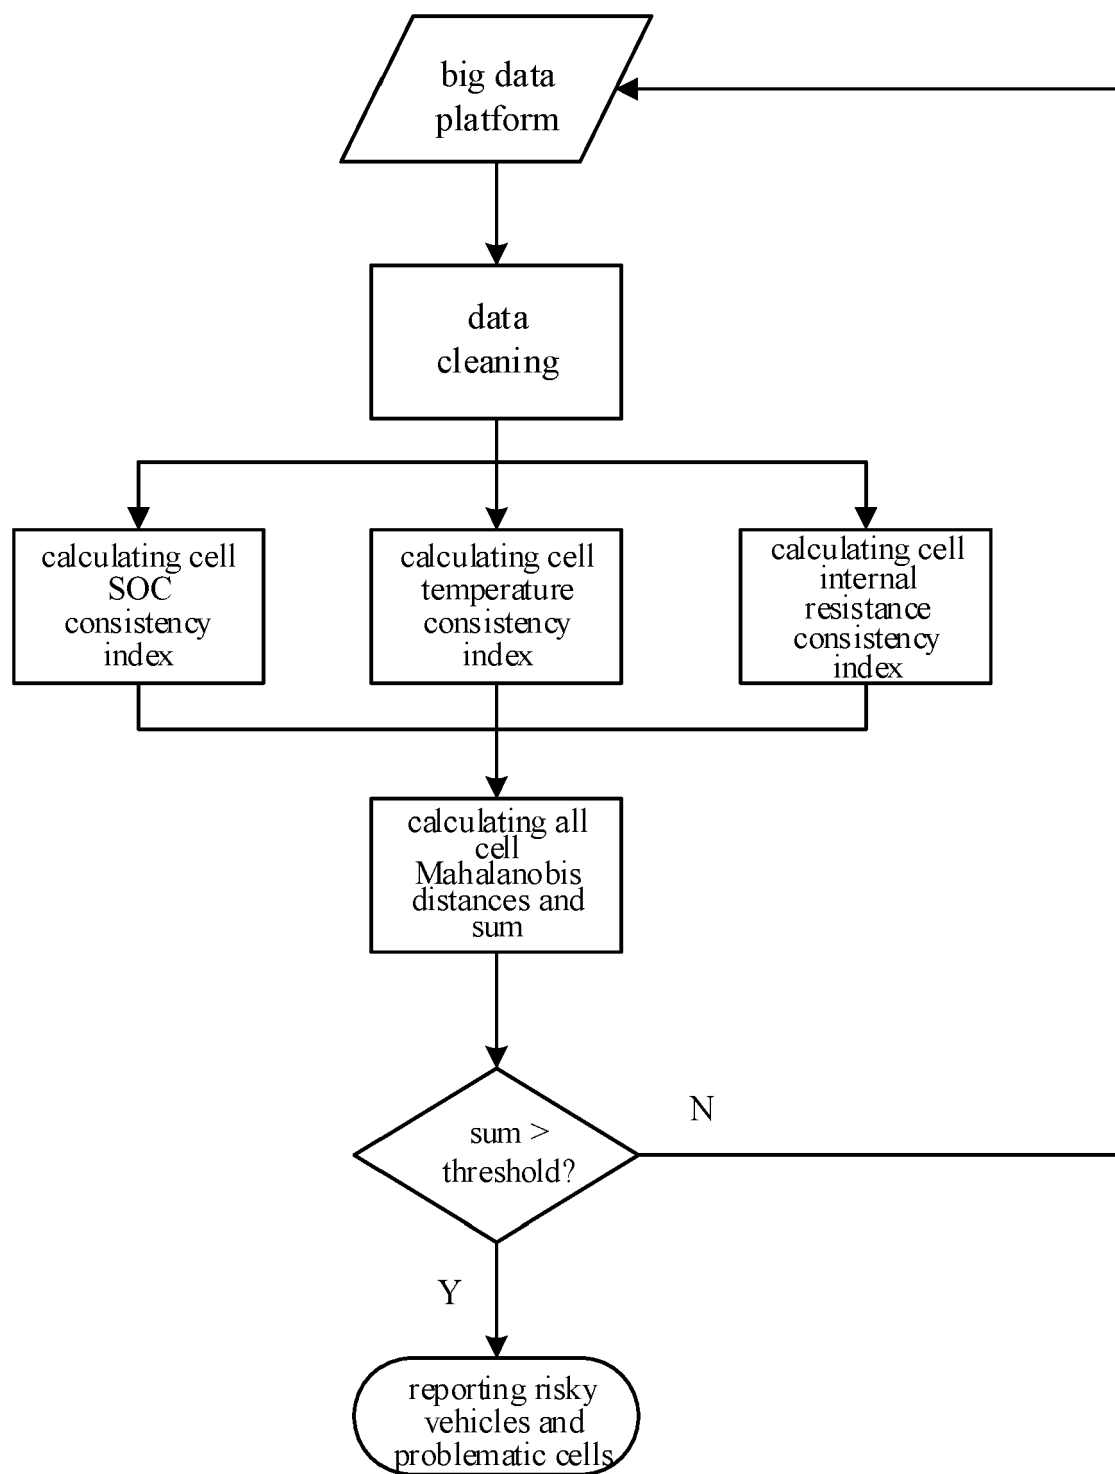 big data
platform
data
cleaning
calculating cell
SOC
consistency
index
calculating cell
temperature
consistency
index
calculating cell
internal
resistance
consistency
index
calculating all
cell
Mahalanobis
distances and
sum
sum >
threshold?
N
Y
reporting risky
vehicles and
problematic cells